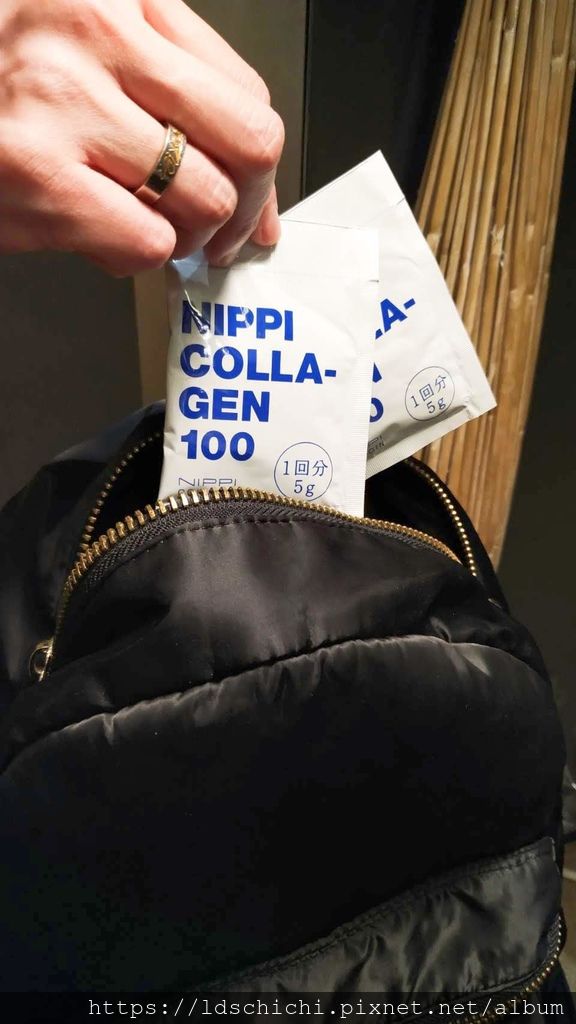 NIPPI
COLLA-
GEN
100
1回分
5g
NIPPI
LA-
1回分
5g
https://ldschichi.pixnet.net/album